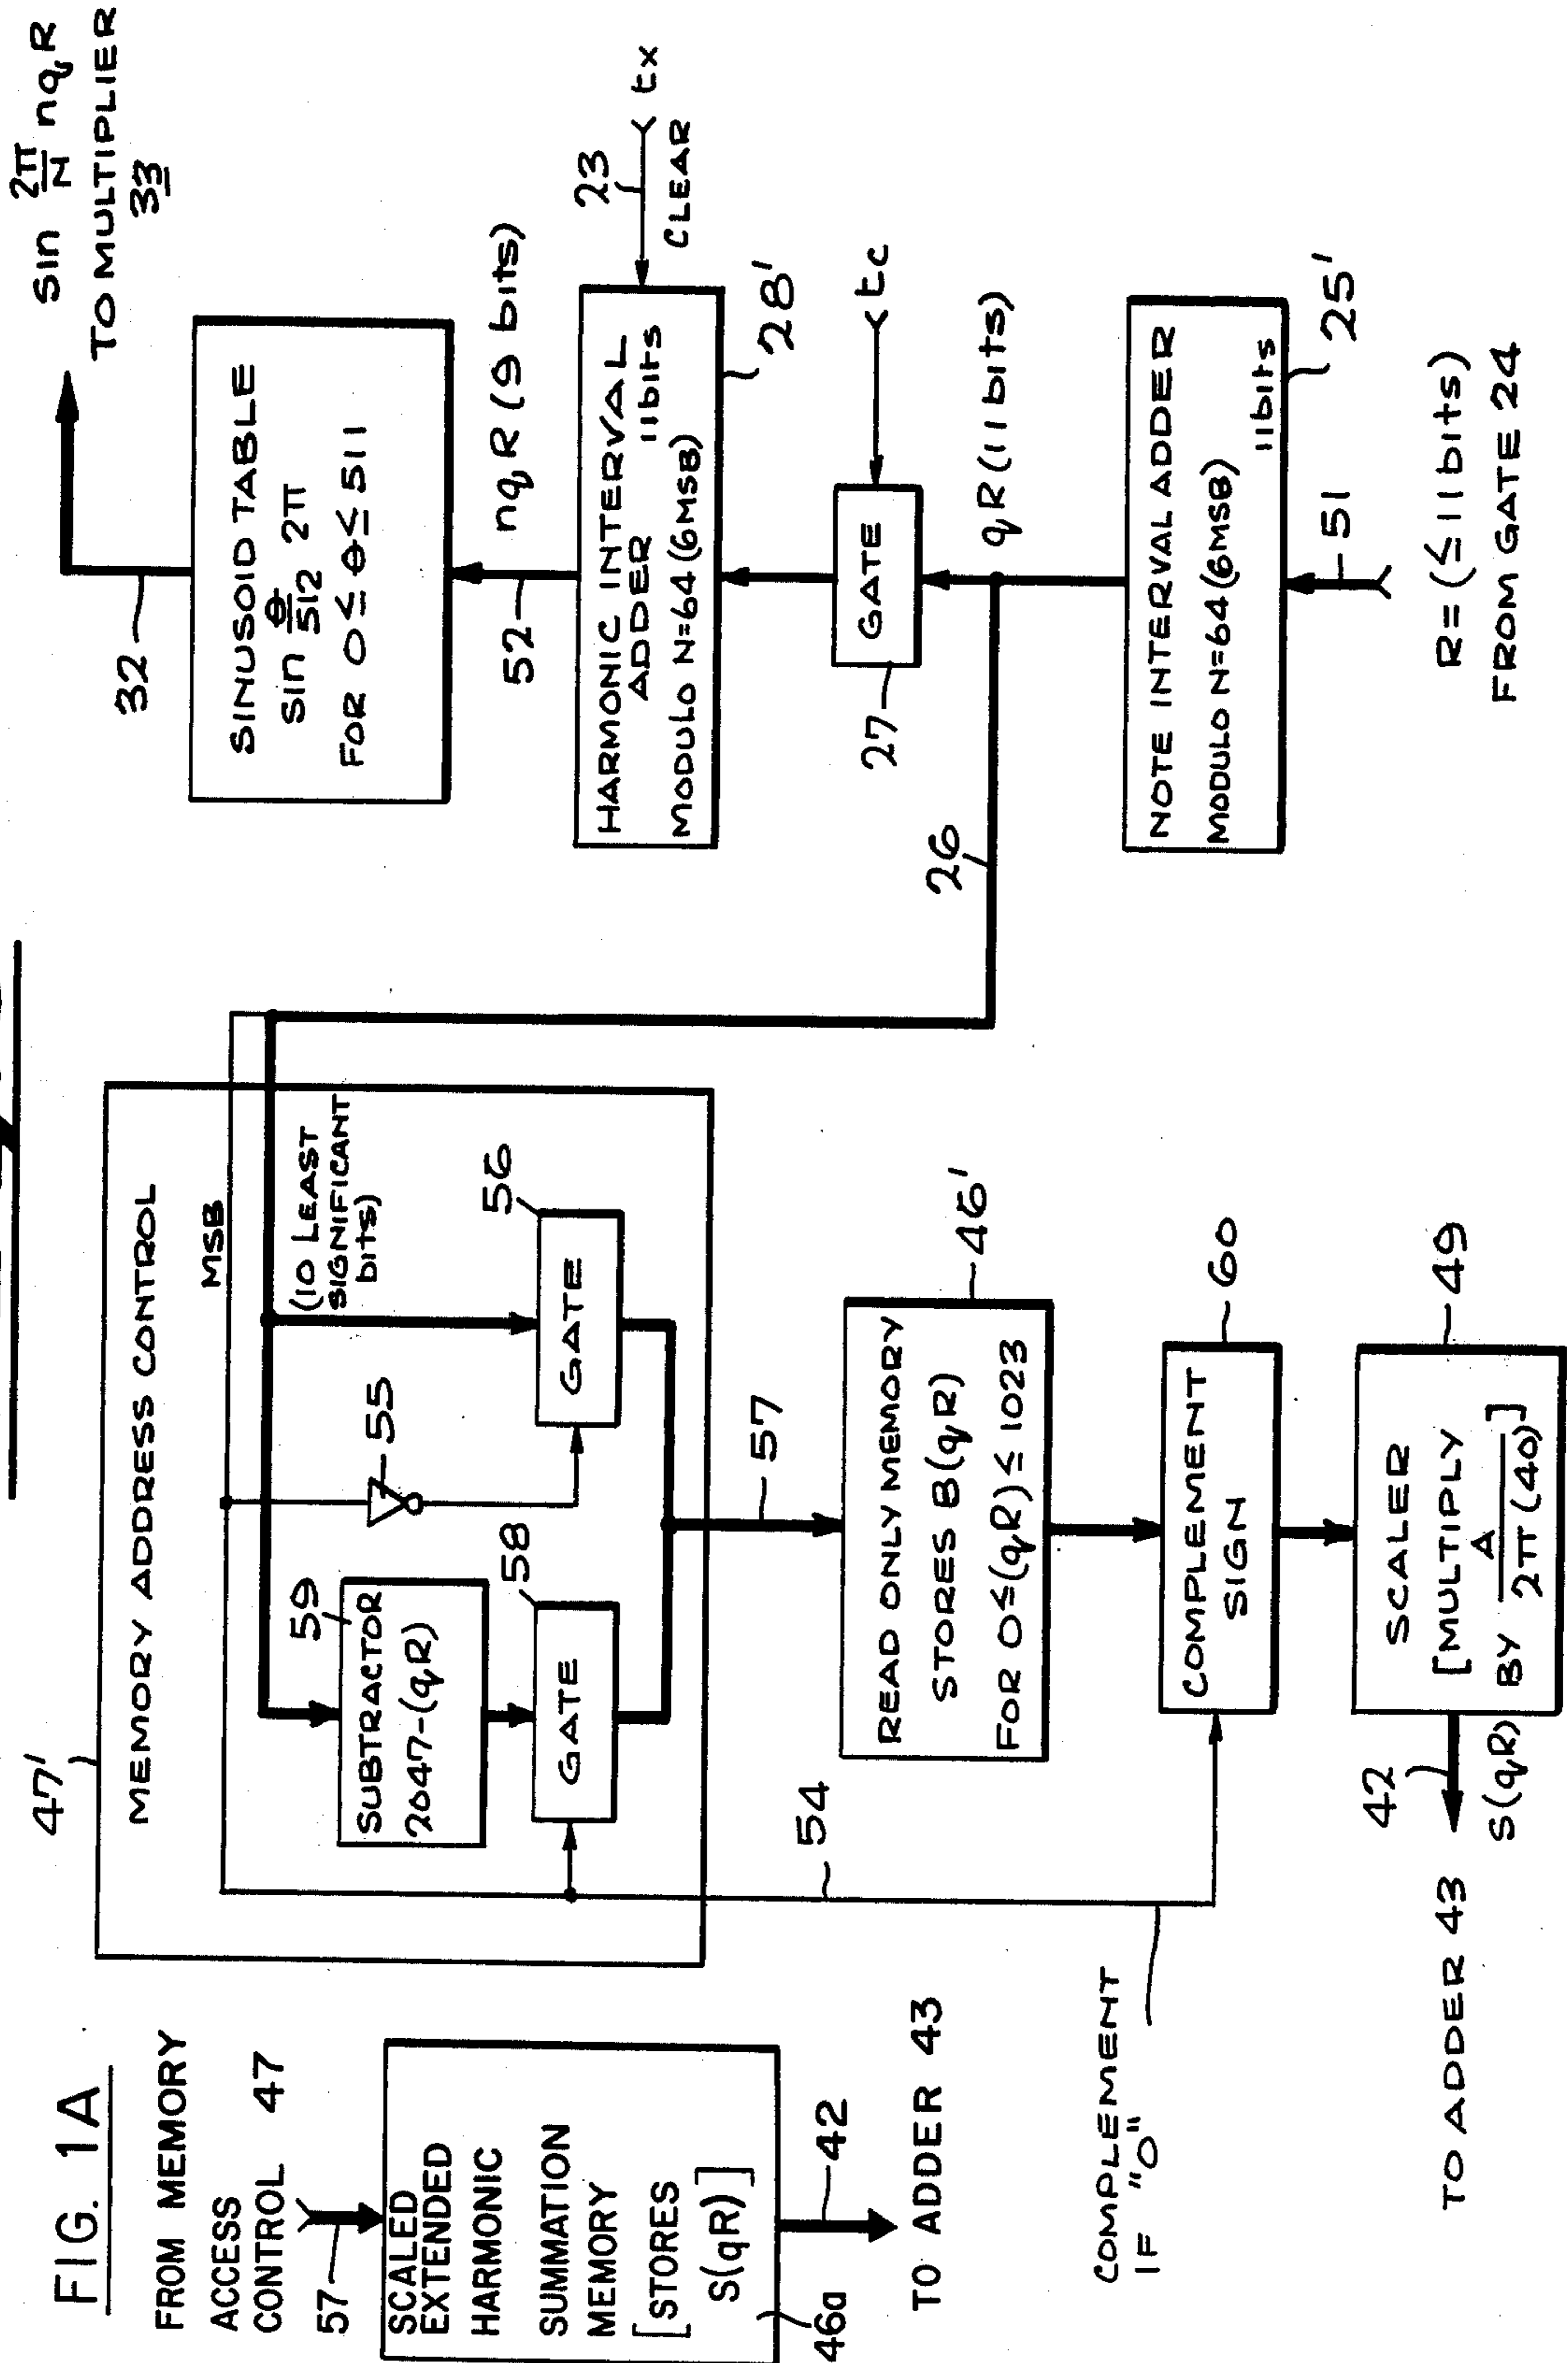 FIG. 1A
FROM MEMORY
ACCESS
CONTROL 47
57
SCALED
EXTENDED
HARMONIC
SUMMATION
MEMORY
[STORES
S(qR)]
46a
42
TO ADDER 43
47'
MEMORY ADDRESS CONTROL
MSB
(10 LEAST
SIGNIFICANT
bits)
59
SUBTRACTOR
2047-(qR)
55
56
GATE
58
GATE
57
54
READ ONLY MEMORY
STORES B(qR)
FOR 0≤(qR)≤1023
46'
COMPLEMENT
IF "0"
COMPLEMENT
SIGN
60
SCALER
[MULTIPLY
BY A/2π(40)]
49
42
S(qR)
TO ADDER 43
Sin 2π/N nqR
TO MULTIPLIER
33
32
SINUSOID TABLE
sin θ/512 2π
FOR 0≤θ≤511
52
nqR (9 bits)
HARMONIC INTERVAL
ADDER 11bits
MODULO N=64(6MSB)
28'
23
tx
CLEAR
27
GATE
tc
26
qR(11bits)
NOTE INTERVAL ADDER
MODULO N=64(6MSB)
11bits
25'
51
R=(≤11bits)
FROM GATE 24